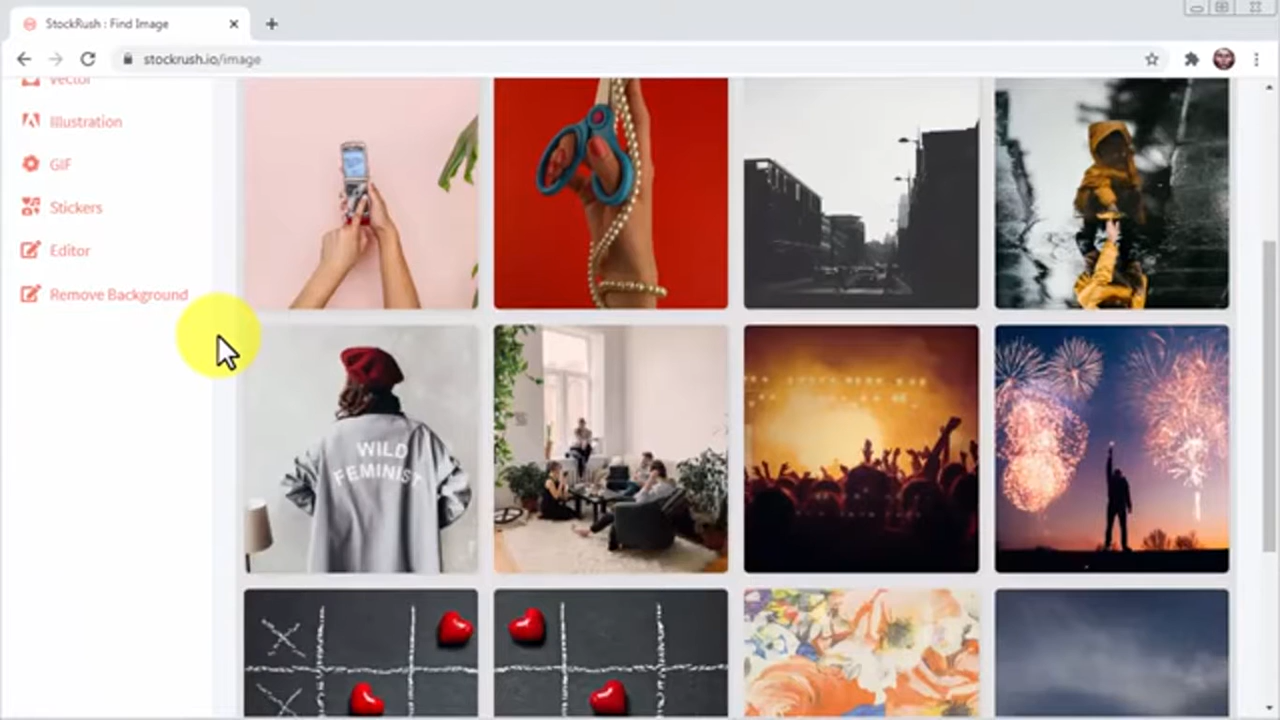 StockRush : Find Image
stockrush.io/image
Vector
Illustration
GIF
Stickers
Editor
Remove Background
WILD
FEMINIST